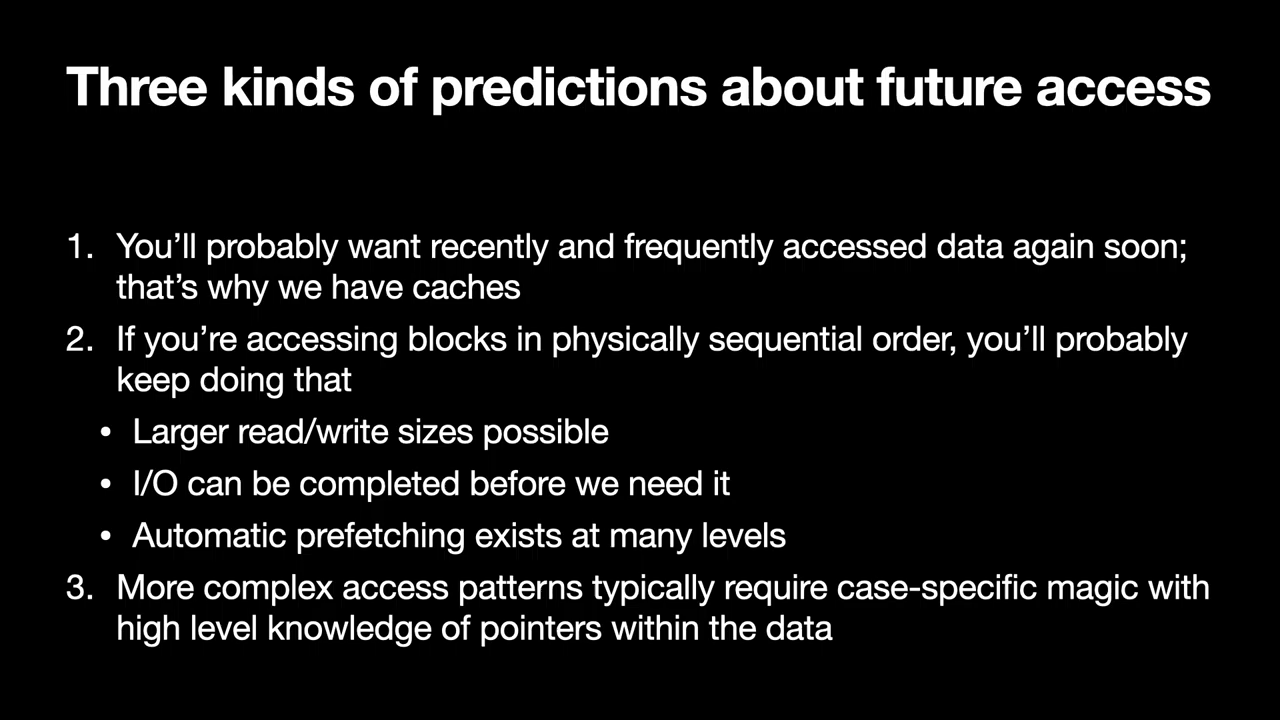 Three kinds of predictions about future access
1. You’ll probably want recently and frequently accessed data again soon;
that’s why we have caches
2. If you’re accessing blocks in physically sequential order, you’ll probably
keep doing that
• Larger read/write sizes possible
• I/O can be completed before we need it
• Automatic prefetching exists at many levels
3. More complex access patterns typically require case-specific magic with
high level knowledge of pointers within the data